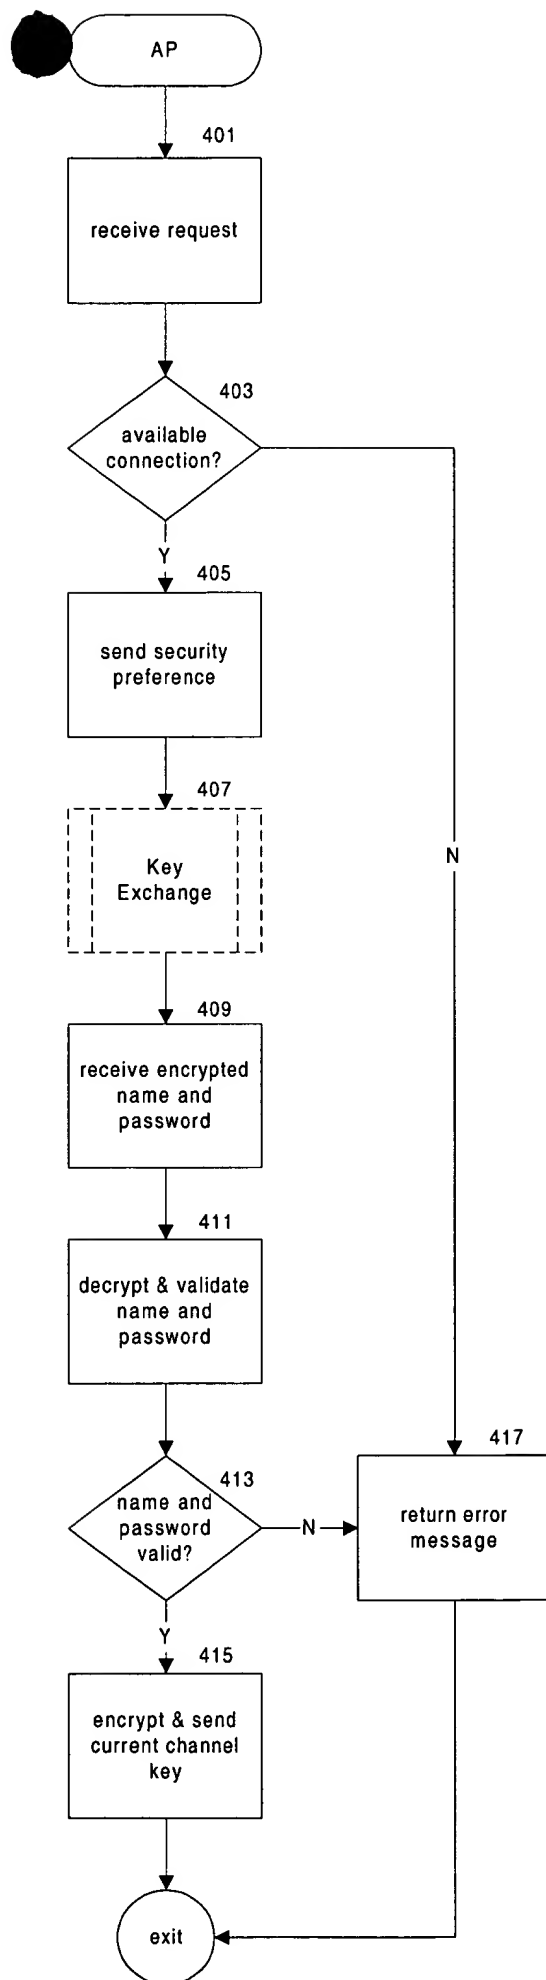 AP
401
receive request
403
available
connection?
Y
405
send security
preference
407
Key
Exchange
N
409
receive encrypted
name and
password
411
decrypt & validate
name and
password
413
name and
password
valid?
N
417
return error
message
Y
415
encrypt & send
current channel
key
exit